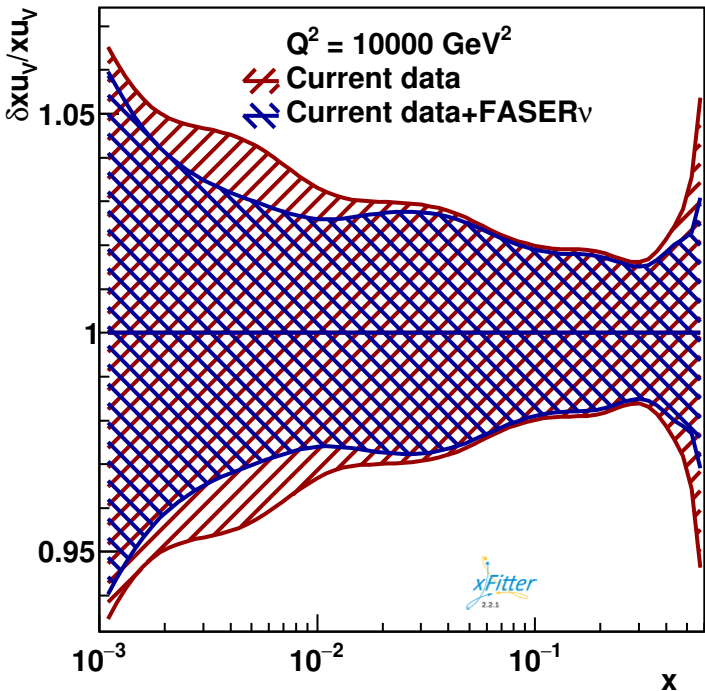 δxu_V/xu_V
Q² = 10000 GeV²
Current data
Current data+FASERν
1.05
1
0.95
xFitter
2.2.1
10⁻³
10⁻²
10⁻¹
x